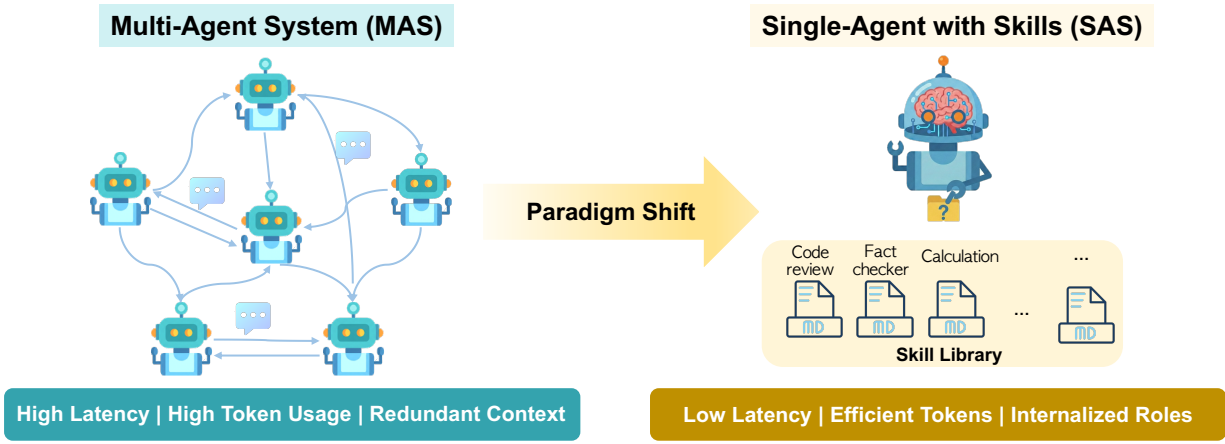 Multi-Agent System (MAS)
Single-Agent with Skills (SAS)
Paradigm Shift
?
Code
review
Fact
checker
Calculation
...
MD
MD
MD
...
MD
Skill Library
High Latency | High Token Usage | Redundant Context
Low Latency | Efficient Tokens | Internalized Roles